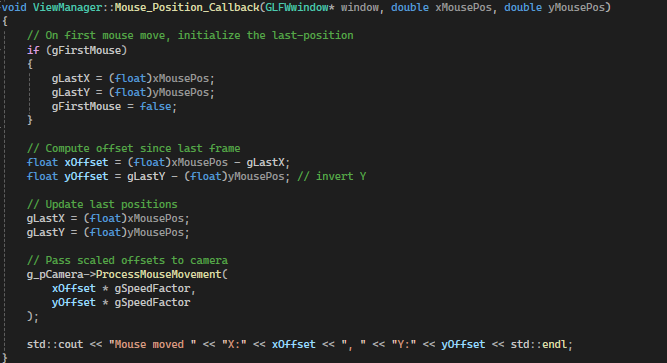 void ViewManager::Mouse_Position_Callback(GLFWwindow* window, double xMousePos, double yMousePos)
{
    // On first mouse move, initialize the last-position
    if (gFirstMouse)
    {
        gLastX = (float)xMousePos;
        gLastY = (float)yMousePos;
        gFirstMouse = false;
    }
    // Compute offset since last frame
    float xOffset = (float)xMousePos - gLastX;
    float yOffset = gLastY - (float)yMousePos; // invert Y
    // Update last positions
    gLastX = (float)xMousePos;
    gLastY = (float)yMousePos;
    // Pass scaled offsets to camera
    g_pCamera->ProcessMouseMovement(
        xOffset * gSpeedFactor,
        yOffset * gSpeedFactor
    );
    std::cout << "Mouse moved " << "X:" << xOffset << ", " << "Y:" << yOffset << std::endl;
}